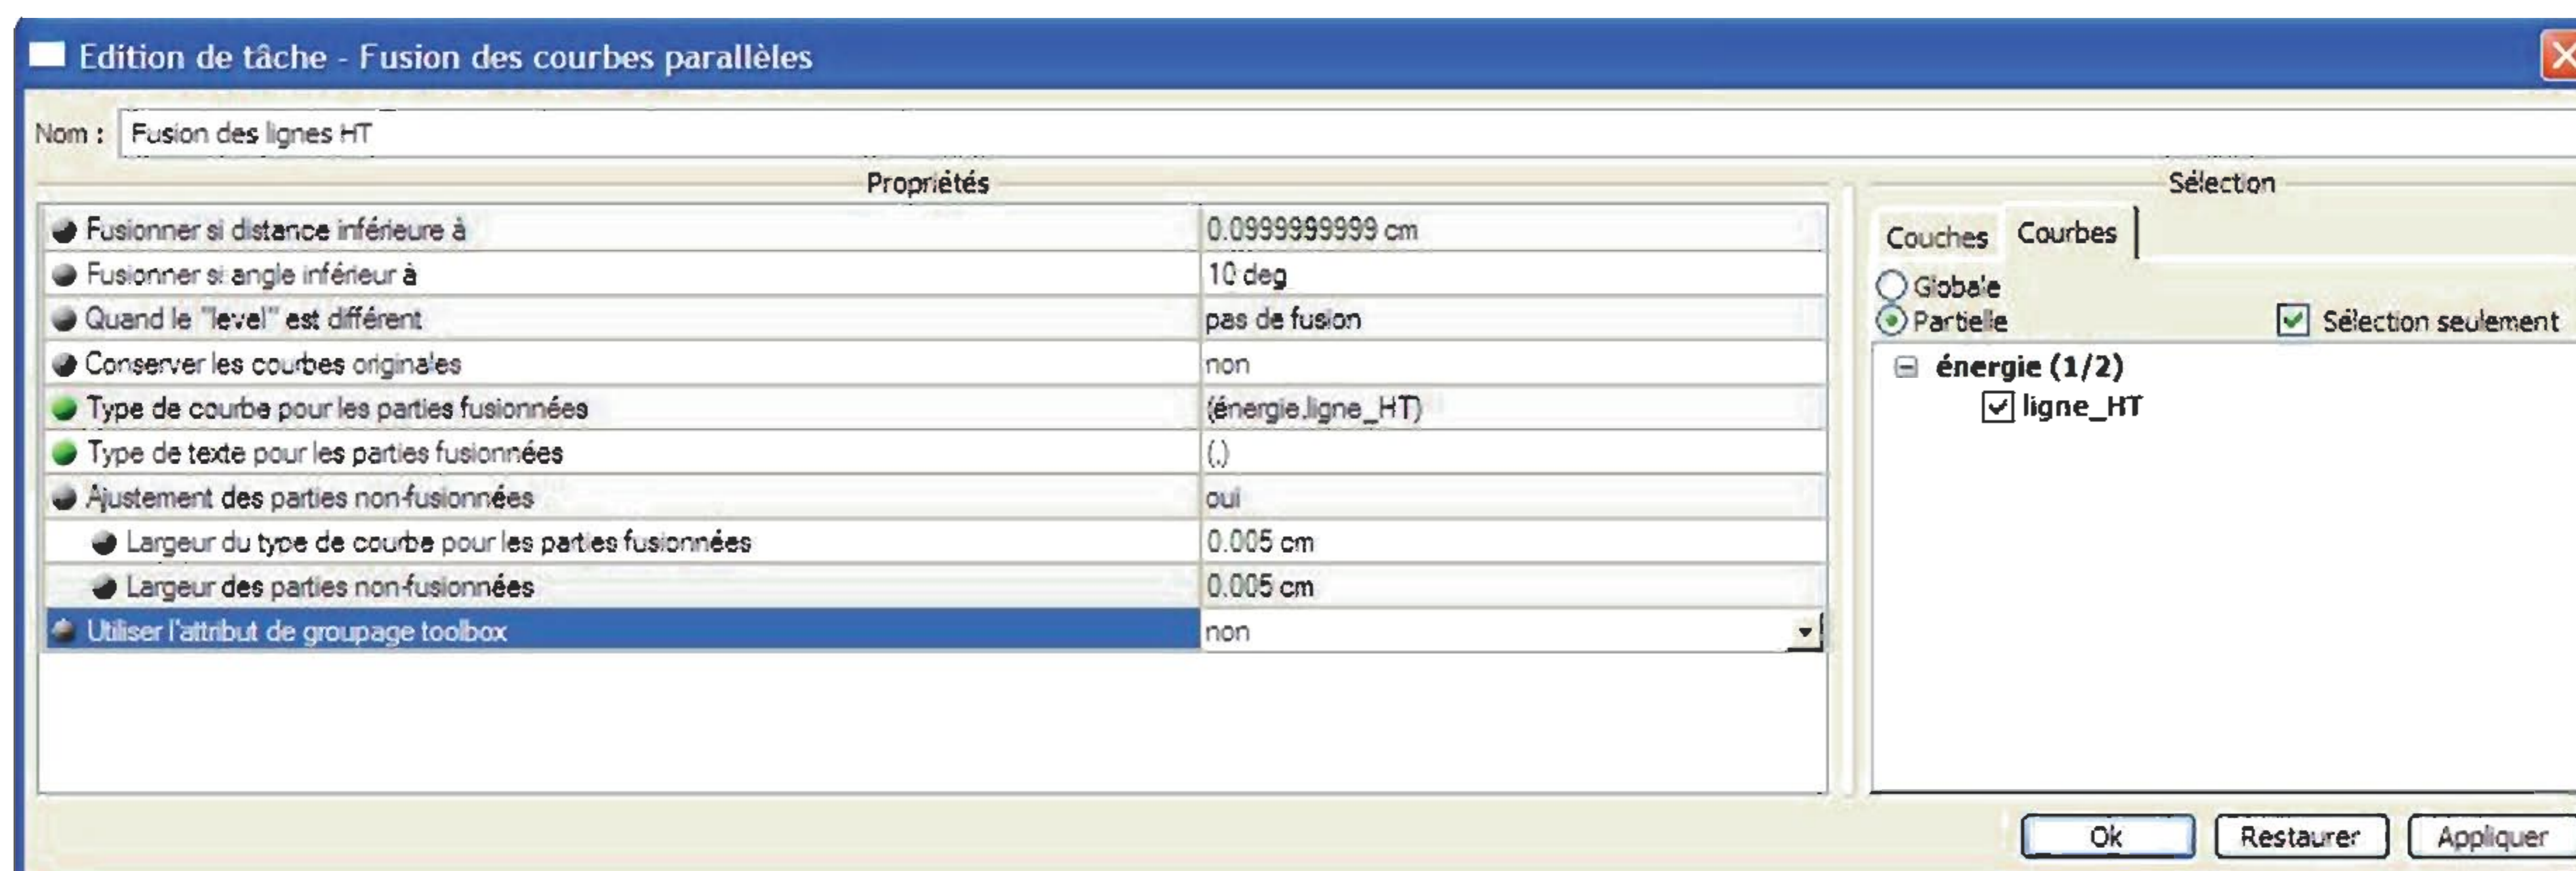 Edition de tâche - Fusion des courbes parallèles
Nom : Fusion des lignes HT
Propriétés
Fusionner si distance inférieure à 0.0999999999 cm
Fusionner si angle inférieur à 10 deg
Quand le "level" est différent pas de fusion
Conserver les courbes originales non
Type de courbe pour les parties fusionnées (énergie,ligne_HT)
Type de texte pour les parties fusionnées (,)
Ajustement des parties non-fusionnées oui
Largeur du type de courbe pour les parties fusionnées 0.005 cm
Largeur des parties non-fusionnées 0.005 cm
Utiliser l'attribut de groupage toolbox non
Sélection
Couches Courbes
Globale
Partielle Sélection seulement
énergie (1/2)
ligne_HT
Ok Restaurer Appliquer